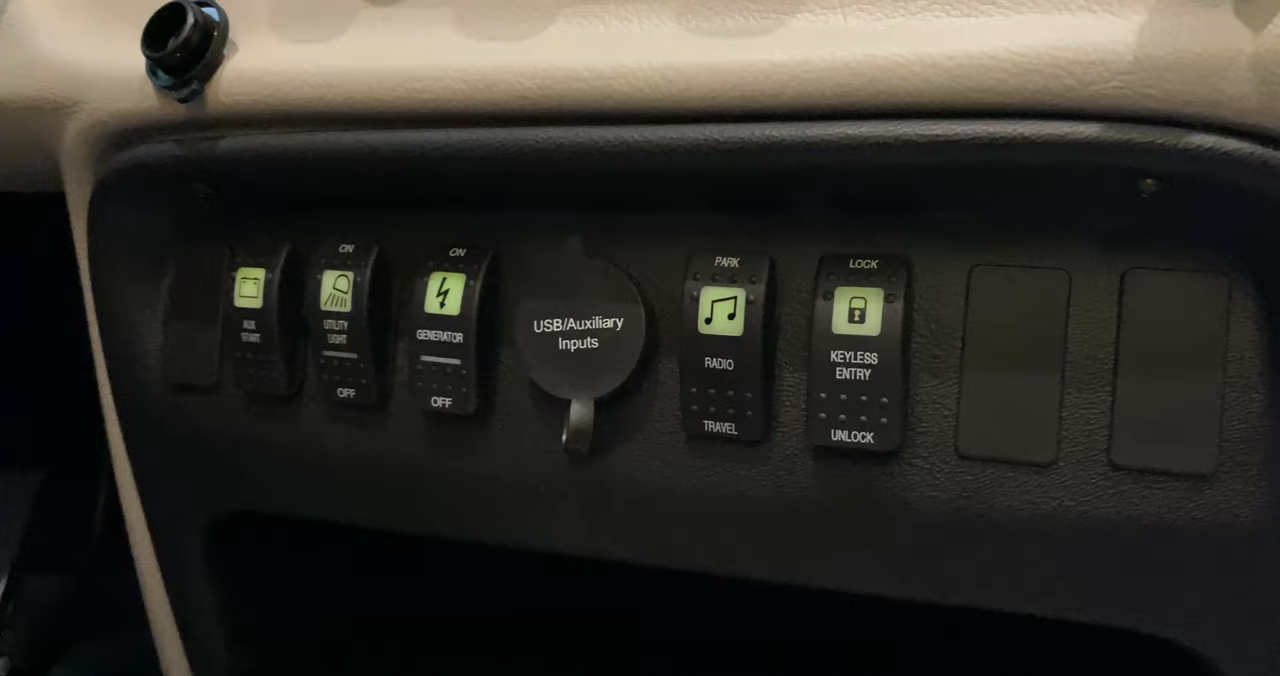 AUX
START
ON
UTILITY
LIGHT
OFF
ON
GENERATOR
OFF
USB/Auxiliary
Inputs
PARK
RADIO
TRAVEL
LOCK
KEYLESS
ENTRY
UNLOCK